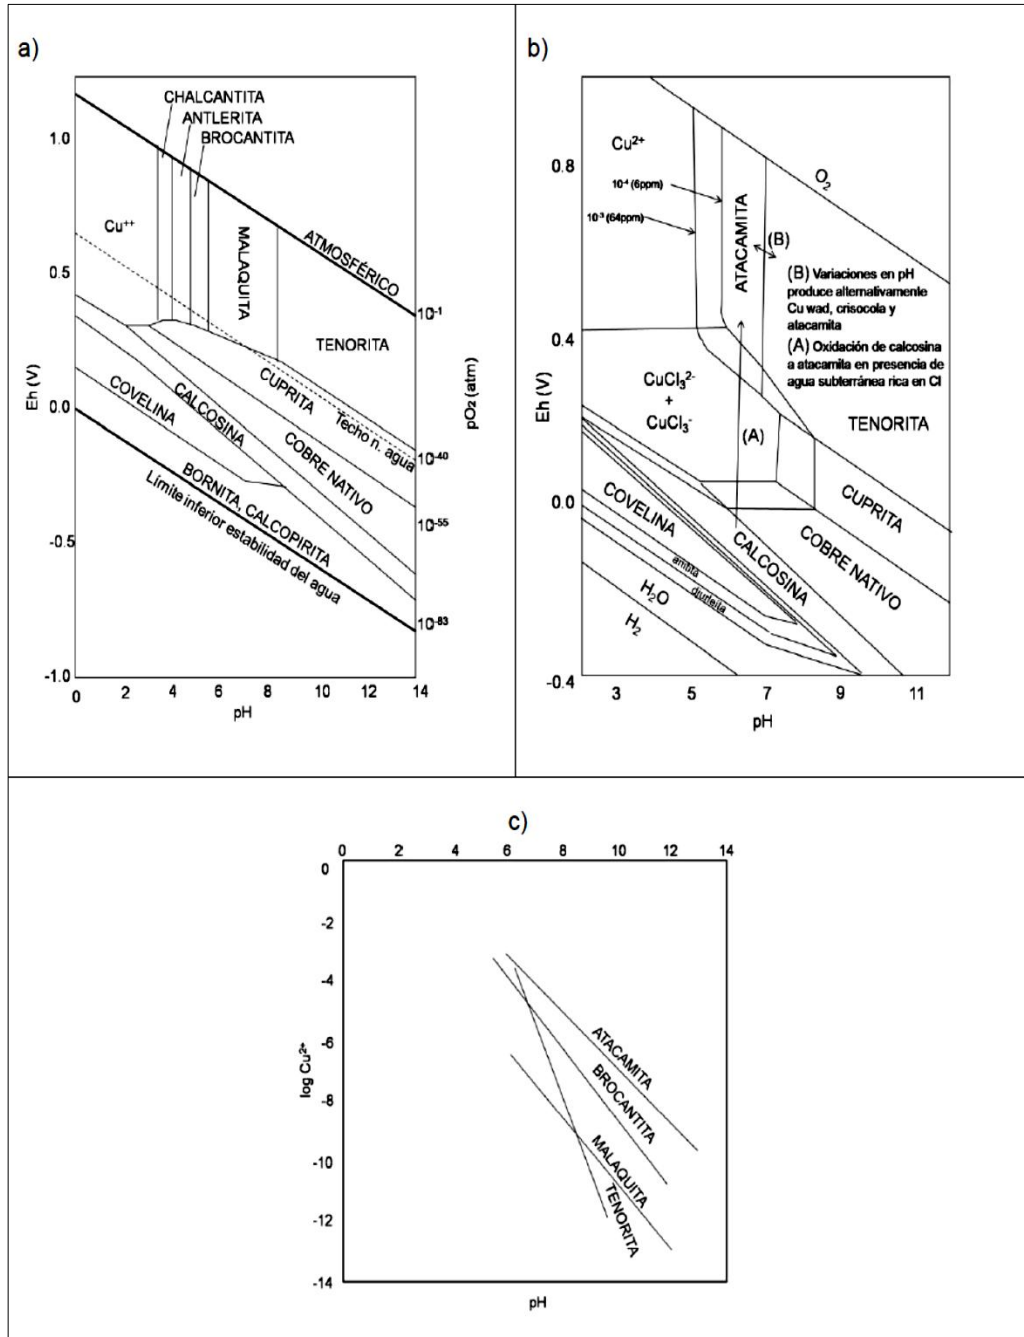 a)
CHALCANTITA
ANTLERITA
BROCANTITA
1.0
Cu++
MALAQUITA
ATMOSFÉRICO
0.5
10-1
TENORITA
Eh (V)
pO2 (atm)
CUPRITA
0.0
COVELINA
CALCOSINA
Techo n. agua
10-40
COBRE NATIVO
BORNITA, CALCOPIRITA
10-55
Límite inferior estabilidad del agua
-0.5
10-83
-1.0
0 2 4 6 8 10 12 14
pH
b)
Cu2+
0.8
O2
10-4 (6ppm)
10-3 (64ppm)
ATACAMITA
(B)
(B) Variaciones en pH
produce alternativamente
Cu wad, crisocola y
atacamita
(A) Oxidación de calcosina
a atacamita en presencia de
agua subterránea rica en Cl
0.4
Eh (V)
CuCl32-
+
CuCl3-
(A)
TENORITA
0.0
CUPRITA
COVELINA
CALCOSINA
COBRE NATIVO
anibla
djurleita
H2O
H2
-0.4
3 5 7 9 11
pH
c)
0 2 4 6 8 10 12 14
0
-2
-4
-6
-8
-10
-12
-14
log Cu2+
ATACAMITA
BROCANTITA
MALAQUITA
TENORITA
pH